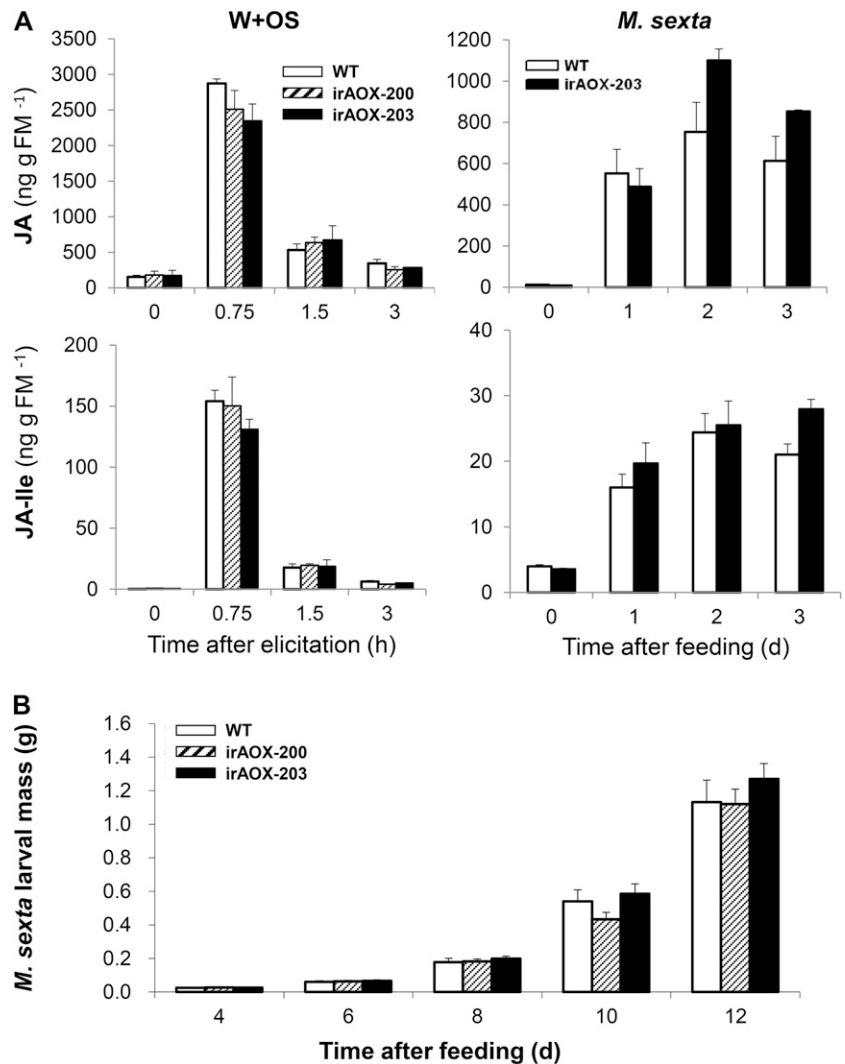 A
W+OS
M. sexta
JA (ng g FM -1)
3500
3000
2500
2000
1500
1000
500
0
WT
irAOX-200
irAOX-203
0 0.75 1.5 3
1200
1000
800
600
400
200
0
WT
irAOX-203
0 1 2 3
JA-Ile (ng g FM -1)
200
150
100
50
0
0 0.75 1.5 3
Time after elicitation (h)
40
30
20
10
0
0 1 2 3
Time after feeding (d)
B
M. sexta larval mass (g)
1.6
1.4
1.2
1.0
0.8
0.6
0.4
0.2
0.0
WT
irAOX-200
irAOX-203
4 6 8 10 12
Time after feeding (d)